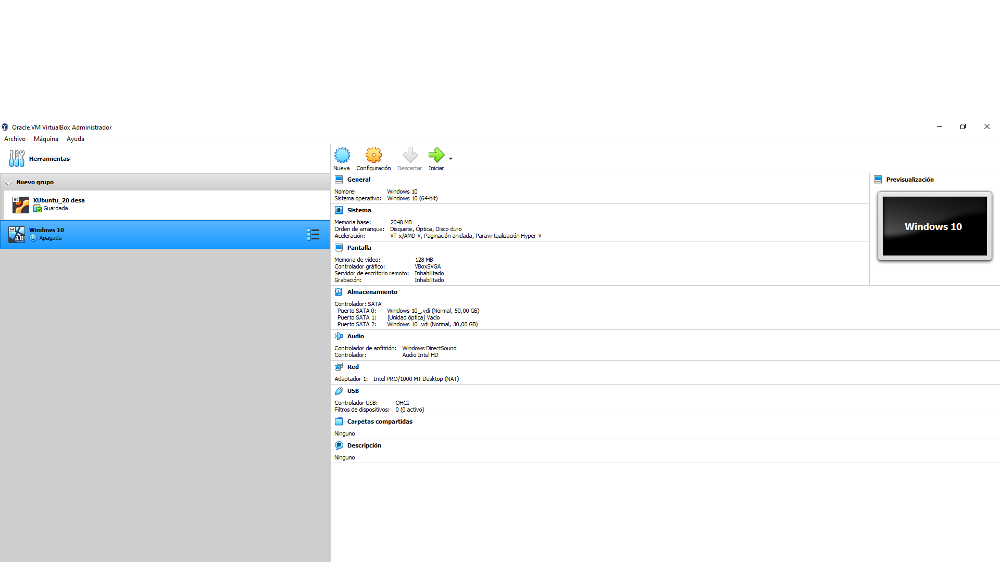 Oracle VM VirtualBox Administrador
Archivo Máquina Ayuda
Herramientas
Nuevo grupo
64
XUbuntu_20 desa
Guardada
64
10
Windows 10
Apagada
Nueva Configuración Descartar Iniciar
General
Nombre: Windows 10
Sistema operativo: Windows 10 (64-bit)
Sistema
Memoria base: 2048 MB
Orden de arranque: Disquete, Óptica, Disco duro
Aceleración: VT-x/AMD-V, Paginación anidada, Paravirtualización Hyper-V
Pantalla
Memoria de vídeo: 128 MB
Controlador gráfico: VBoxSVGA
Servidor de escritorio remoto: Inhabilitado
Grabación: Inhabilitado
Previsualización
Windows 10
Almacenamiento
Controlador: SATA
Puerto SATA 0: Windows 10_.vdi (Normal, 50,00 GB)
Puerto SATA 1: [Unidad óptica] Vacío
Puerto SATA 2: Windows 10 .vdi (Normal, 30,00 GB)
Audio
Controlador de anfitrión: Windows DirectSound
Controlador: Audio Intel HD
Red
Adaptador 1: Intel PRO/1000 MT Desktop (NAT)
USB
Controlador USB: OHCI
Filtros de dispositivos: 0 (0 activo)
Carpetas compartidas
Ninguno
Descripción
Ninguno